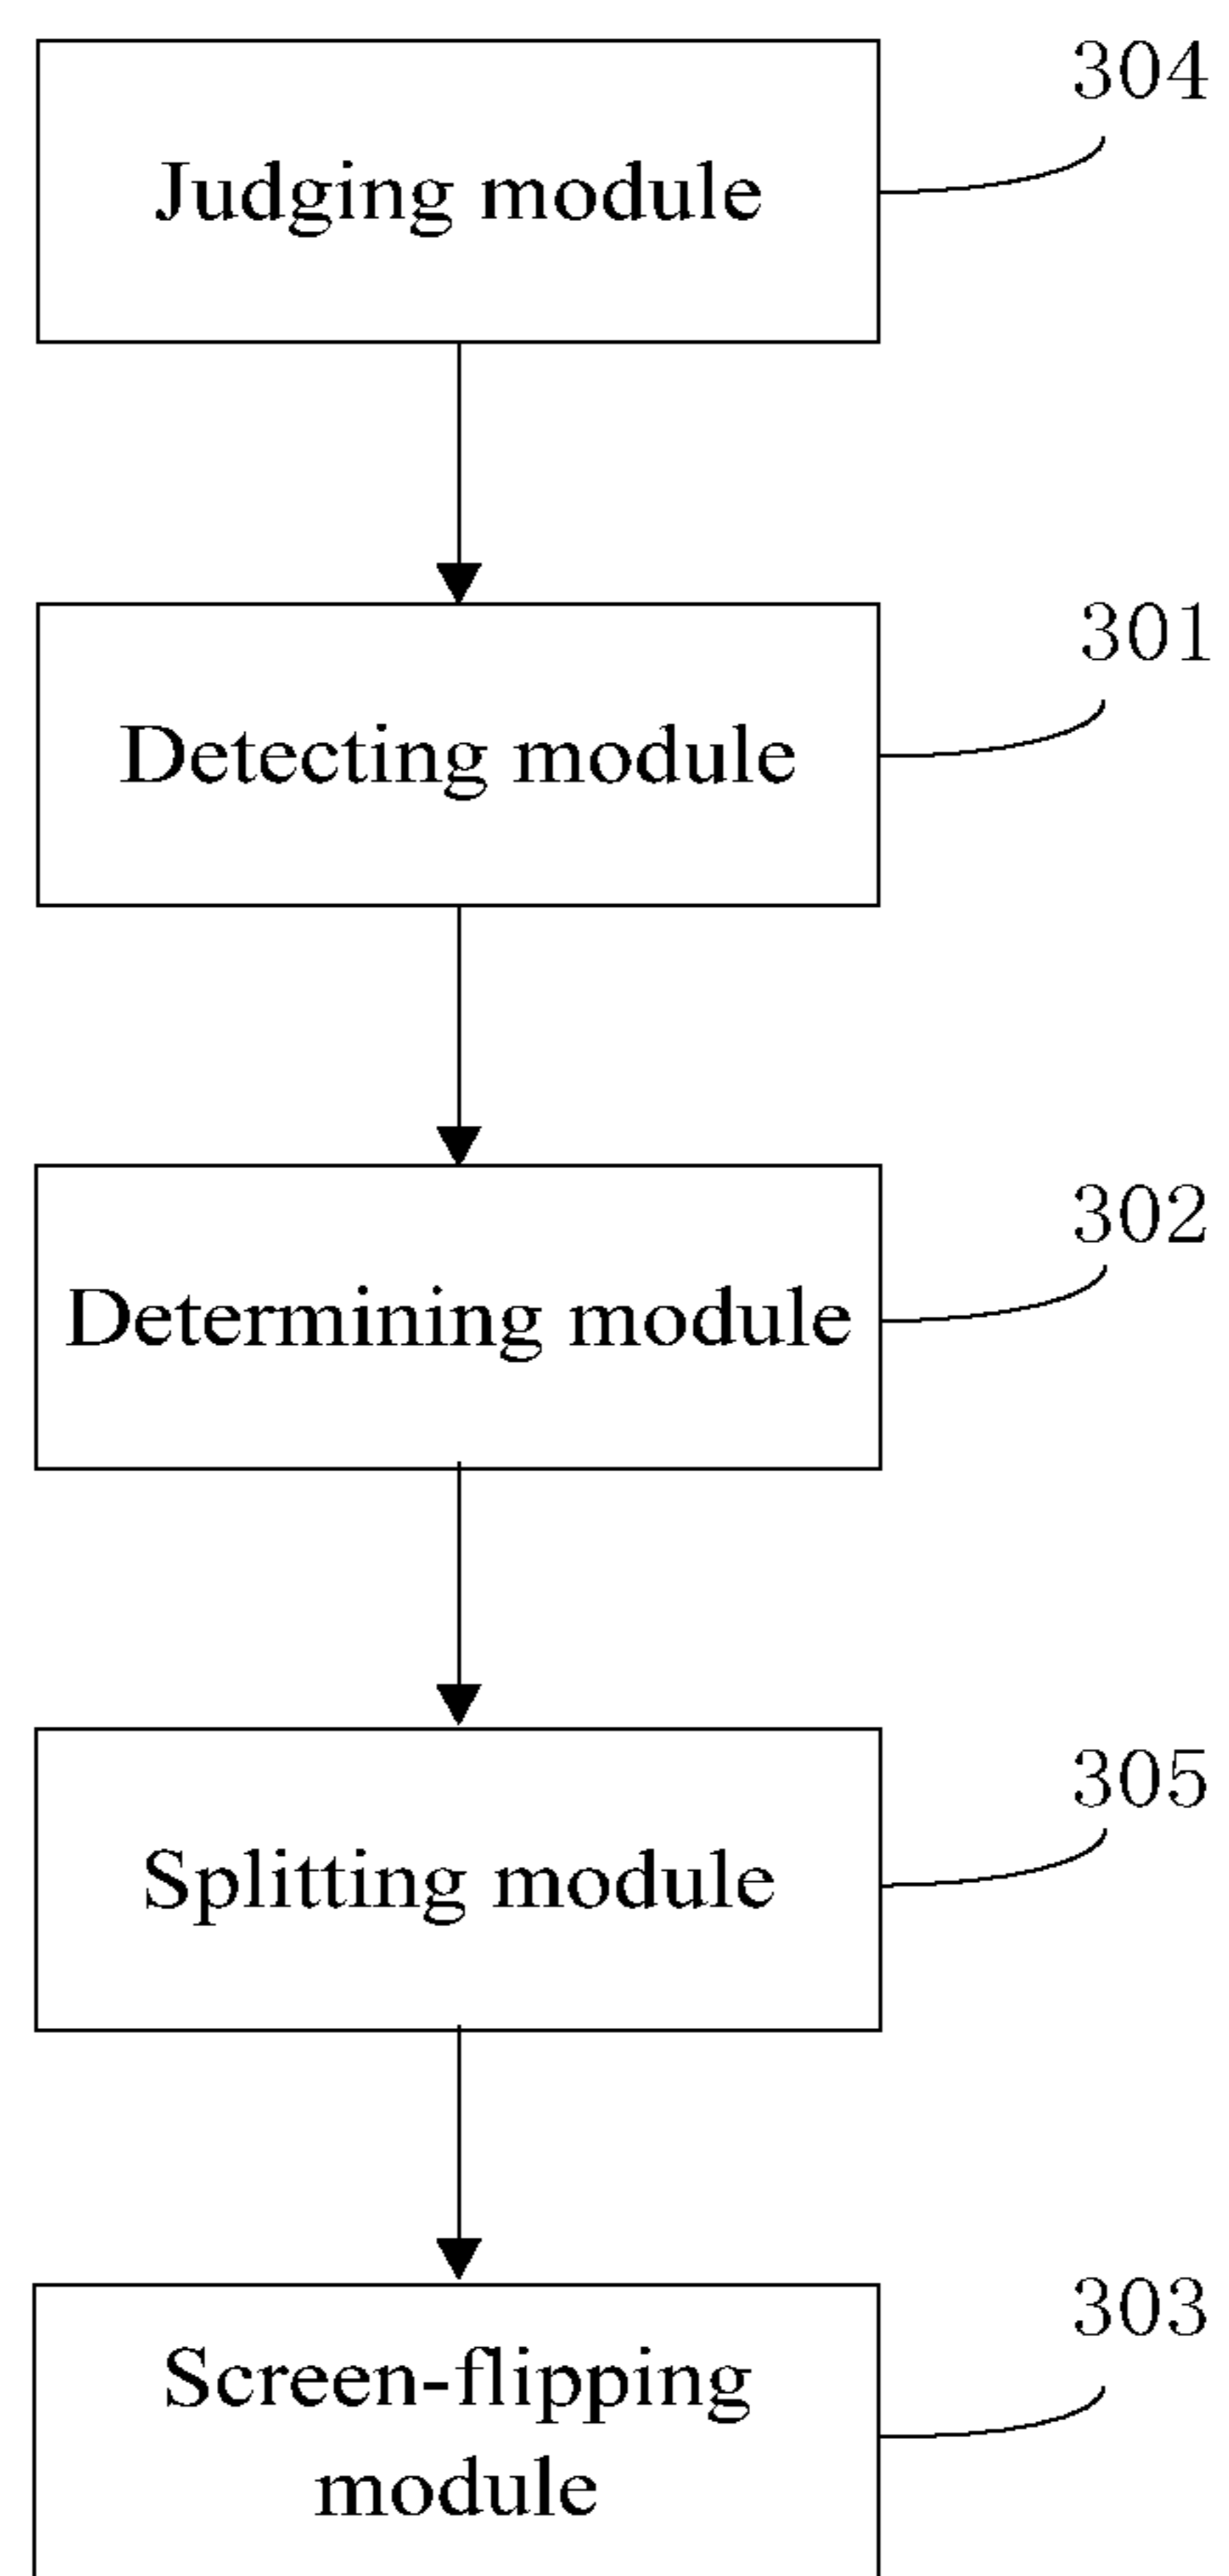 304
Judging module
301
Detecting module
302
Determining module
305
Splitting module
303
Screen-flipping
module